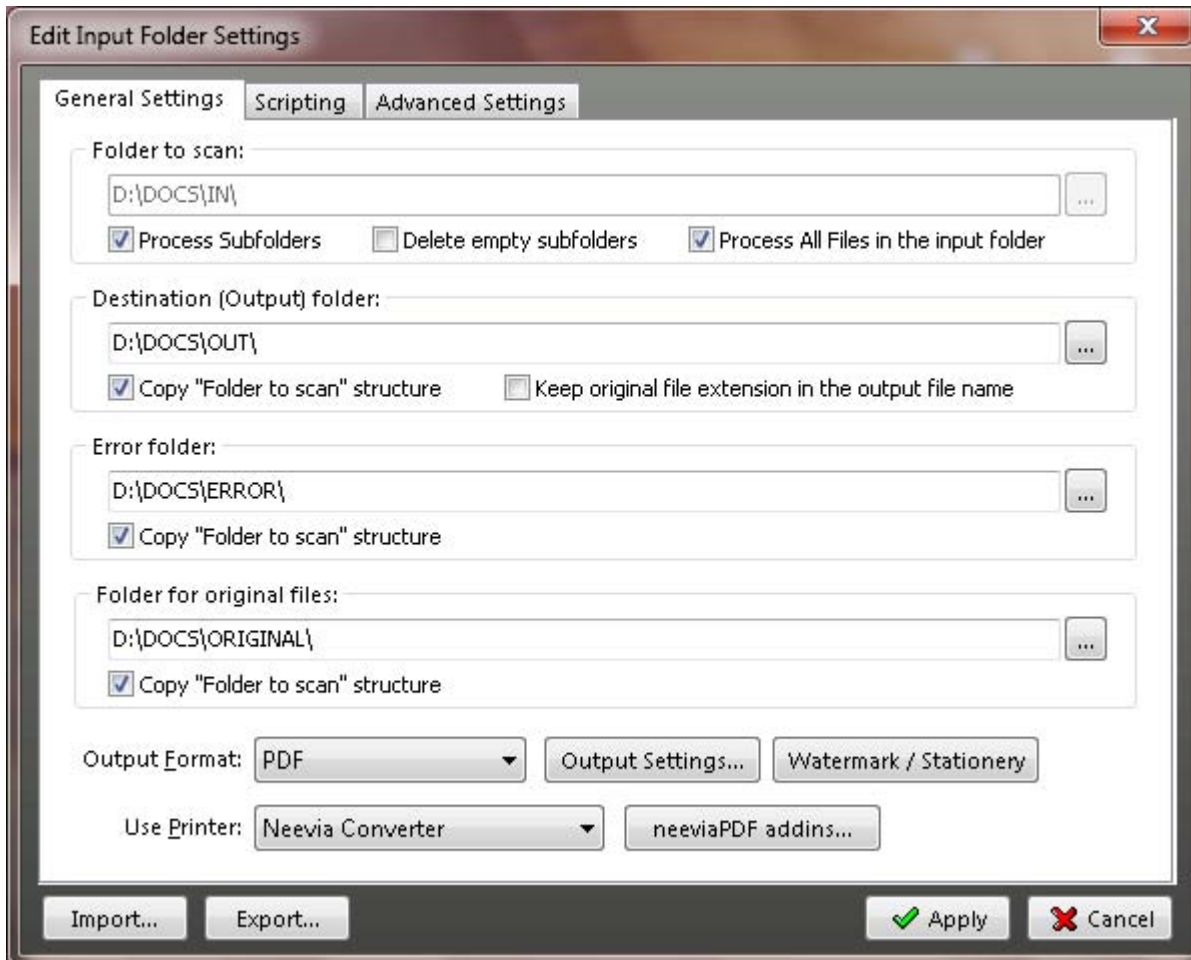 Edit Input Folder Settings
General Settings Scripting Advanced Settings
Folder to scan:
D:\DOCS\IN\ ...
Process Subfolders Delete empty subfolders Process All Files in the input folder
Destination (Output) folder:
D:\DOCS\OUT\ ...
Copy "Folder to scan" structure Keep original file extension in the output file name
Error folder:
D:\DOCS\ERROR\ ...
Copy "Folder to scan" structure
Folder for original files:
D:\DOCS\ORIGINAL\ ...
Copy "Folder to scan" structure
Output Format: PDF Output Settings... Watermark / Stationery
Use Printer: Neevia Converter neeviaPDF addins...
Import... Export... Apply Cancel